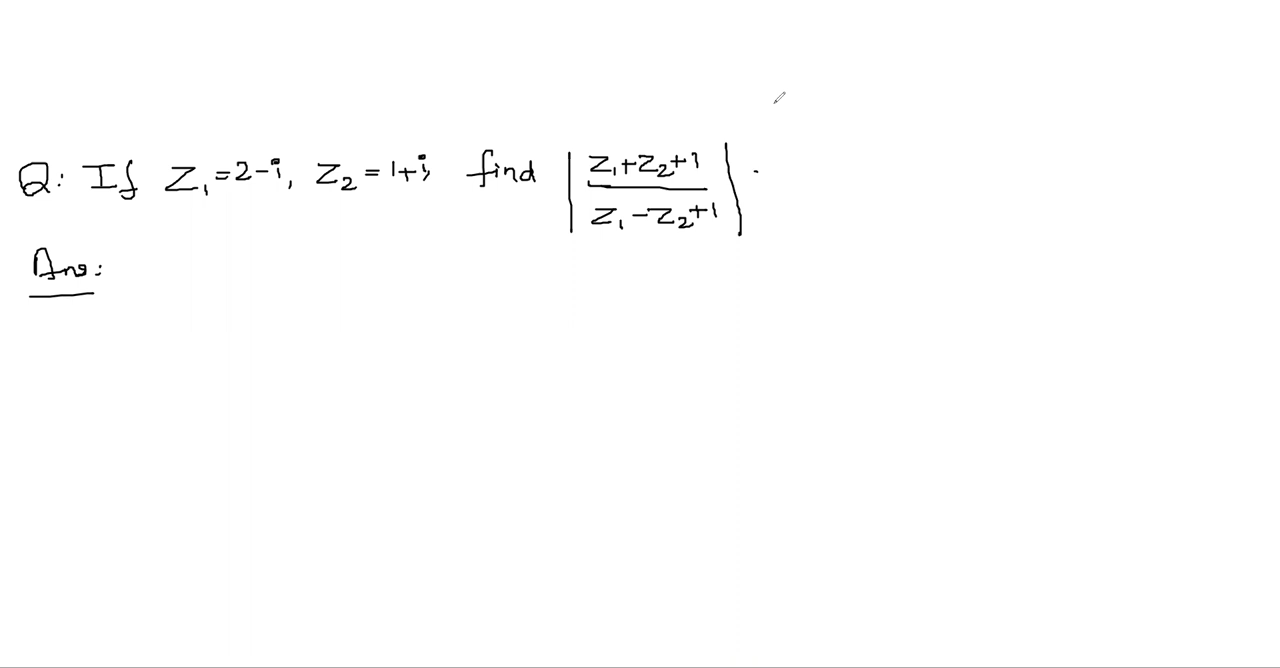 Q: If Z₁=2-i, Z₂=1+i, find |(Z₁+Z₂+1)/(Z₁-Z₂+1)|.
Ans: